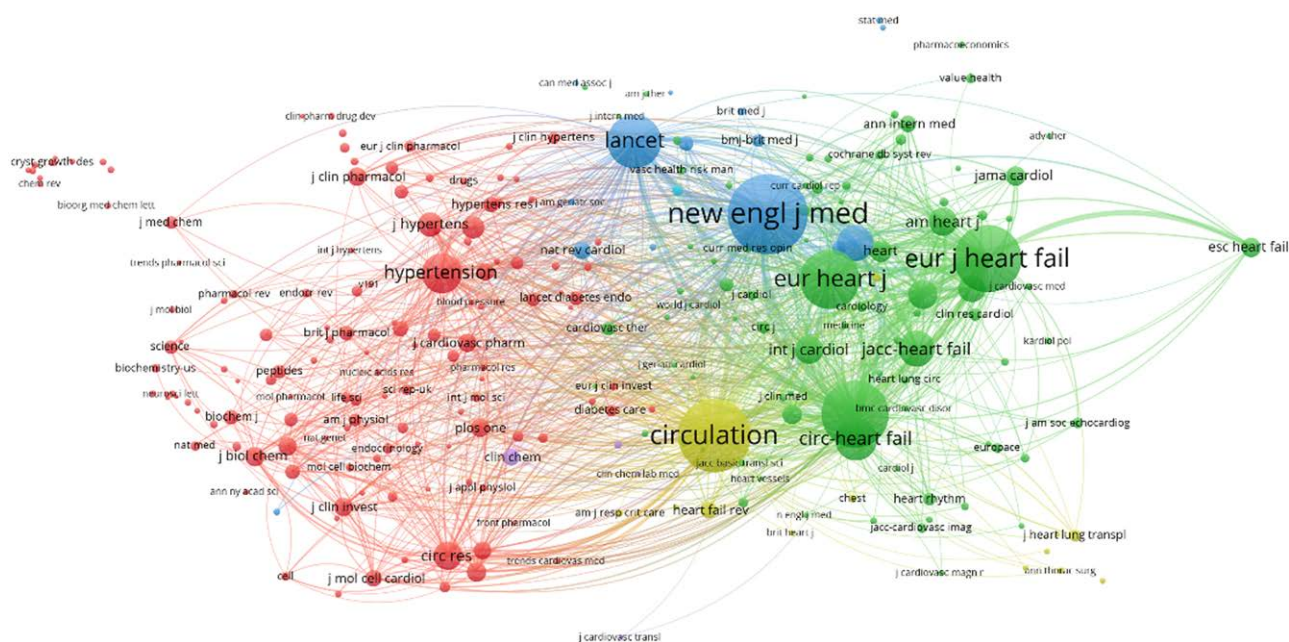 stat med
pharmacoeconomics
value health
can med assoc j
am j ther
clin pharm drug dev
j intern med
brit med j
ann intern med
adv ther
j clin hypertens
lancet
bmj-brit med j
eur j clin pharmacol
cochrane db syst rev
cryst growth des
chem rev
j clin pharmacol
drugs
vasc health risk man
curr cardiol rep
jama cardiol
bioorg med chem lett
hypertens res
am geriatr soc
new engl j med
j med chem
j hypertens
am heart j
int j hypertens
nat rev cardiol
curr med res opin
heart
esc heart fail
trends pharmacol sci
hypertension
eur heart j
eur j heart fail
pharmacol rev
endocr rev
v191
blood pressure
lancet diabetes endo
j cardiol
j cardiovasc med
world j cardiol
cardiology
clin res cardiol
j mol biol
brit j pharmacol
cardiovasc ther
circ j
medicine
science
j cardiovasc pharm
int j cardiol
jacc-heart fail
kardiol pol
biochemistry-us
peptides
nucleic acids res
pharmacol res
j geriatr cardiol
heart lung circ
neurosci lett
mol pharmacol
life sci
sci rep-uk
eur j clin invest
int j mol sci
j clin med
biochem j
am j physiol
diabetes care
bmc cardiovasc disor
j am soc echocardiog
nat med
nat genet
plos one
circulation
circ-heart fail
j biol chem
endocrinology
clin chem
europace
mol cell biochem
jacc-basic transl sci
cardiol j
j appl physiol
clin chem lab med
heart vessels
ann ny acad sci
chest
heart rhythm
j clin invest
am j resp crit care
heart fail rev
n engl j med
front pharmacol
brit heart j
jacc-cardiovasc imag
j heart lung transpl
circ res
trends cardiovas med
cell
j mol cell cardiol
j cardiovasc magn r
ann thorac surg
j cardiovasc transl